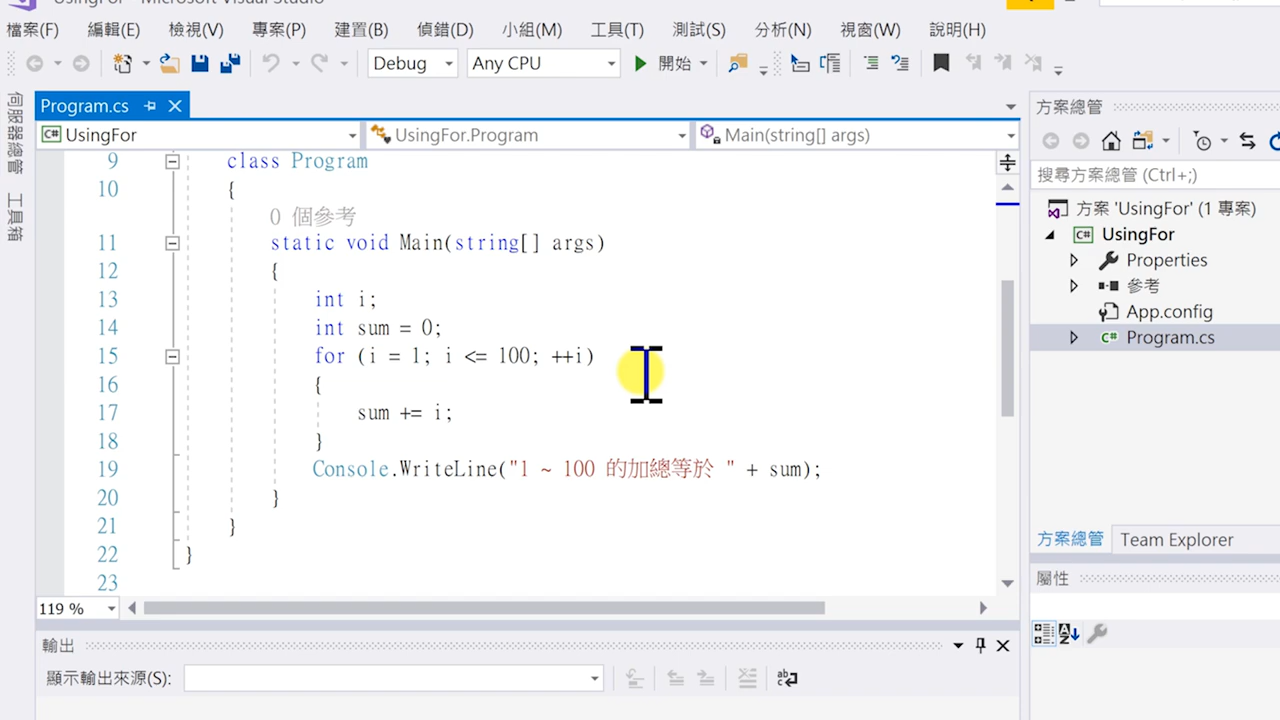 UsingFor - Microsoft Visual Studio
檔案(F) 編輯(E) 檢視(V) 專案(P) 建置(B) 偵錯(D) 小組(M) 工具(T) 測試(S) 分析(N) 視窗(W) 說明(H)
Debug Any CPU 開始
伺服器總管
工具箱
Program.cs
UsingFor UsingFor.Program Main(string[] args)
9 class Program
10 {
0 個參考
11 static void Main(string[] args)
12 {
13 int i;
14 int sum = 0;
15 for (i = 1; i <= 100; ++i)
16 {
17 sum += i;
18 }
19 Console.WriteLine("1 ~ 100 的加總等於 " + sum);
20 }
21 }
22 }
23
119 %
輸出
顯示輸出來源(S):
方案總管
搜尋方案總管 (Ctrl+;)
方案 'UsingFor' (1 專案)
UsingFor
Properties
參考
App.config
Program.cs
方案總管 Team Explorer
屬性